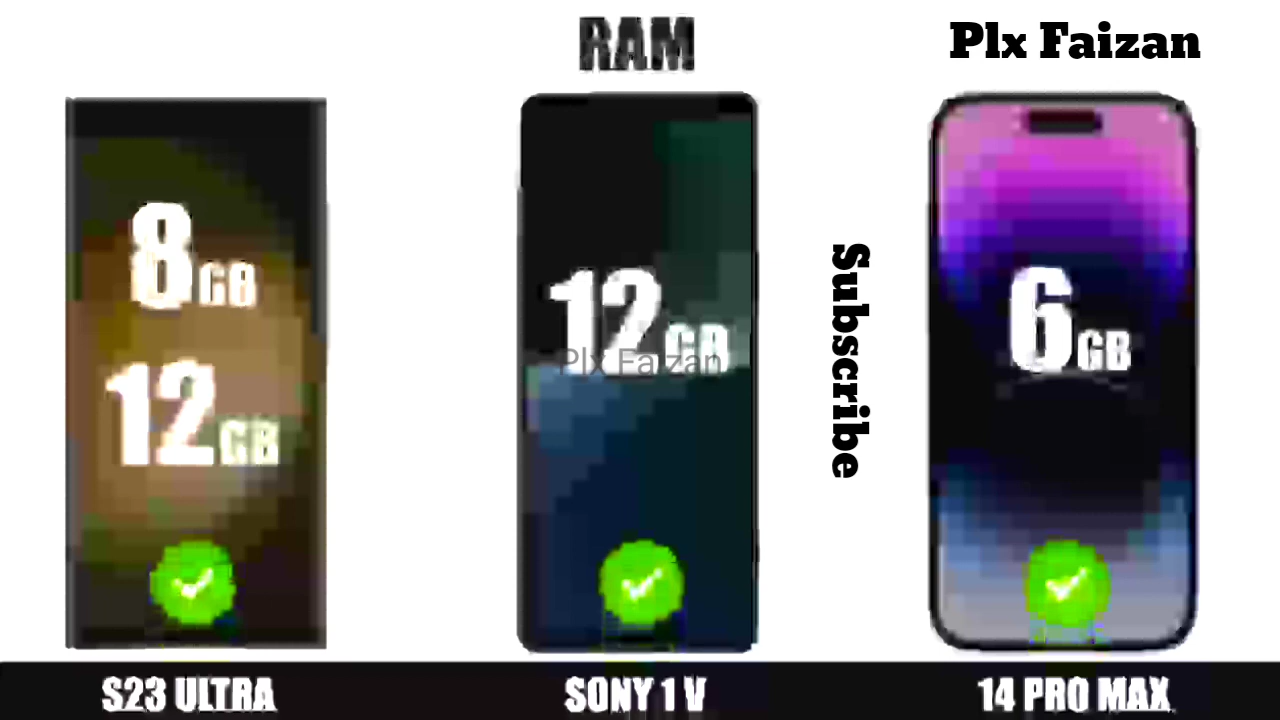 RAM
Plx Faizan
8GB
12GB
12GB
Plx Faizan
Subscribe
6GB
S23 ULTRA
SONY 1 V
14 PRO MAX